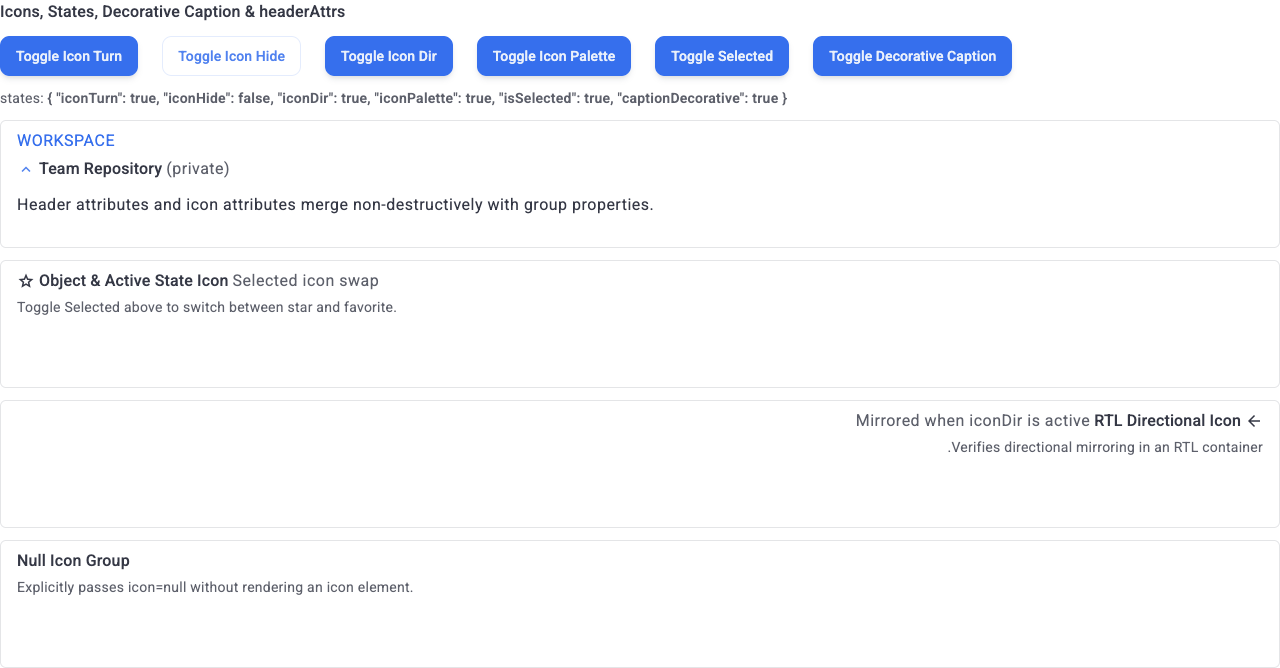 Icons, States, Decorative Caption & headerAttrs
Toggle Icon Turn Toggle Icon Hide Toggle Icon Dir Toggle Icon Palette Toggle Selected Toggle Decorative Caption
states: { "iconTurn": true, "iconHide": false, "iconDir": true, "iconPalette": true, "isSelected": true, "captionDecorative": true }
WORKSPACE
Team Repository (private)
Header attributes and icon attributes merge non-destructively with group properties.
Object & Active State Icon Selected icon swap
Toggle Selected above to switch between star and favorite.
Mirrored when iconDir is active RTL Directional Icon
.Verifies directional mirroring in an RTL container
Null Icon Group
Explicitly passes icon=null without rendering an icon element.